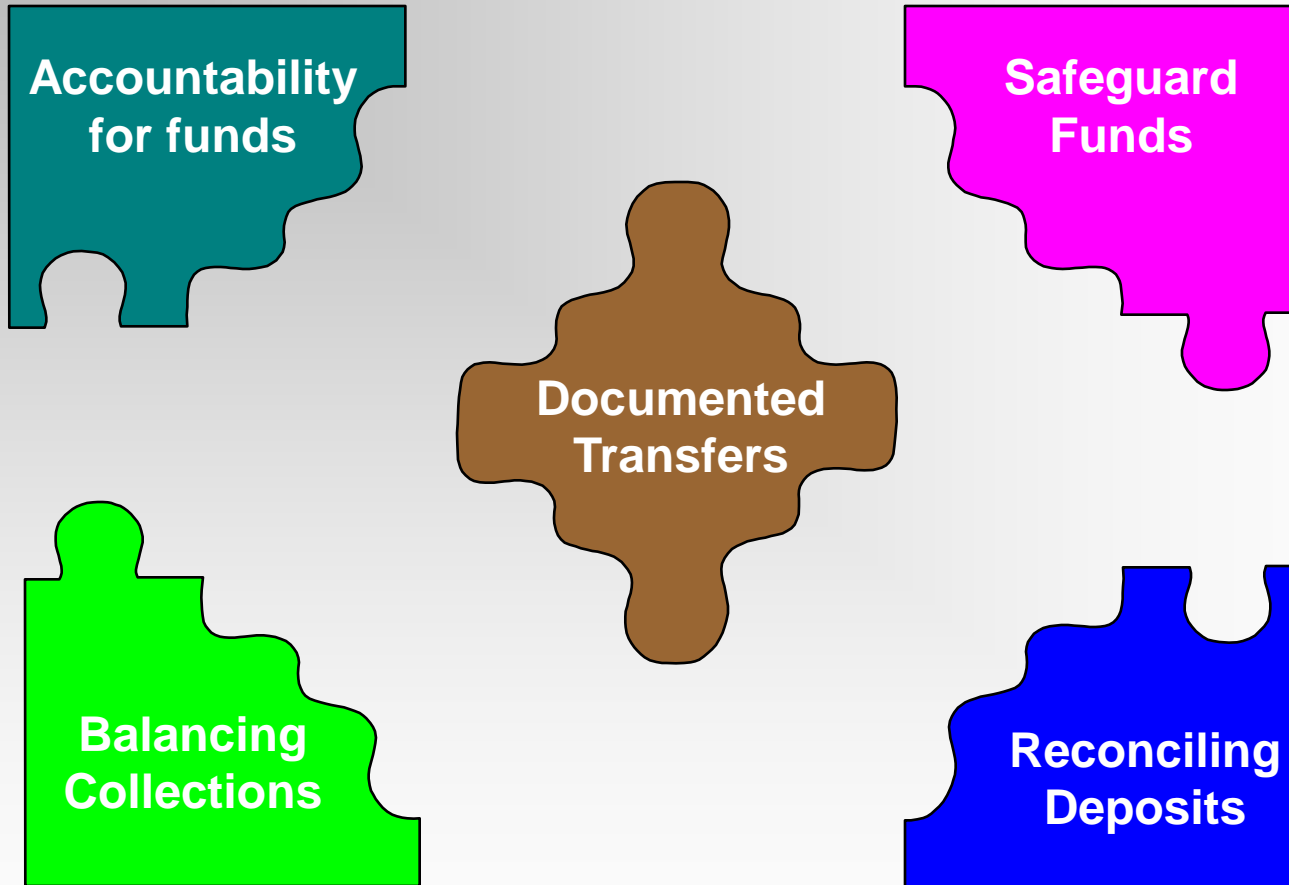 Accountability
for funds
Safeguard
Funds
Documented
Transfers
Balancing
Collections
Reconciling
Deposits